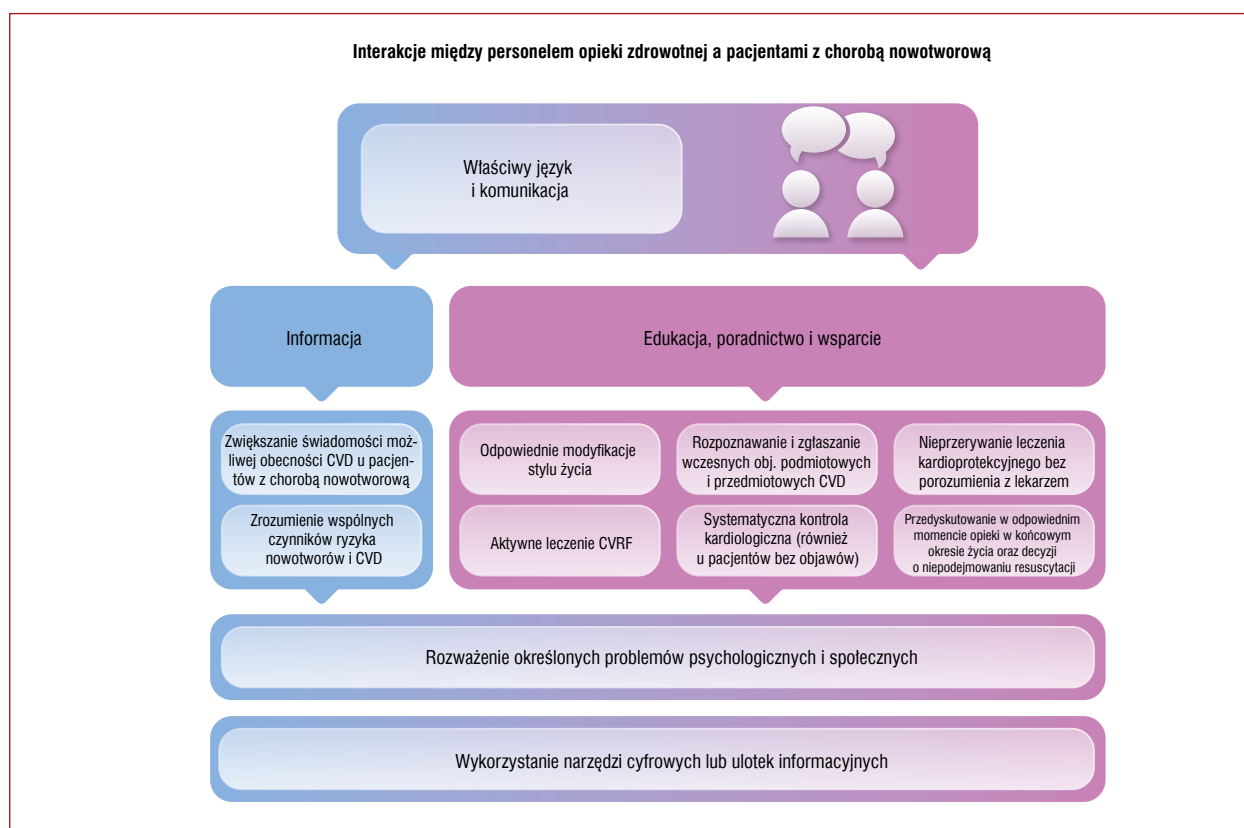 Interakcje między personelem opieki zdrowotnej a pacjentami z chorobą nowotworową
Właściwy język
i komunikacja
Informacja
Edukacja, poradnictwo i wsparcie
Zwiększanie świadomości moż-
liwej obecności CVD u pacjen-
tów z chorobą nowotworową
Odpowiednie modyfikacje
stylu życia
Rozpoznawanie i zgłaszanie
wczesnych obj. podmiotowych
i przedmiotowych CVD
Nieprzerywanie leczenia
kardioprotekcyjnego bez
porozumienia z lekarzem
Zrozumienie wspólnych
czynników ryzyka
nowotworów i CVD
Aktywne leczenie CVRF
Systematyczna kontrola
kardiologiczna (również
u pacjentów bez objawów)
Przedyskutowanie w odpowiednim
momencie opieki w końcowym
okresie życia oraz decyzji
o niepodejmowaniu resuscytacji
Rozważenie określonych problemów psychologicznych i społecznych
Wykorzystanie narzędzi cyfrowych lub ulotek informacyjnych